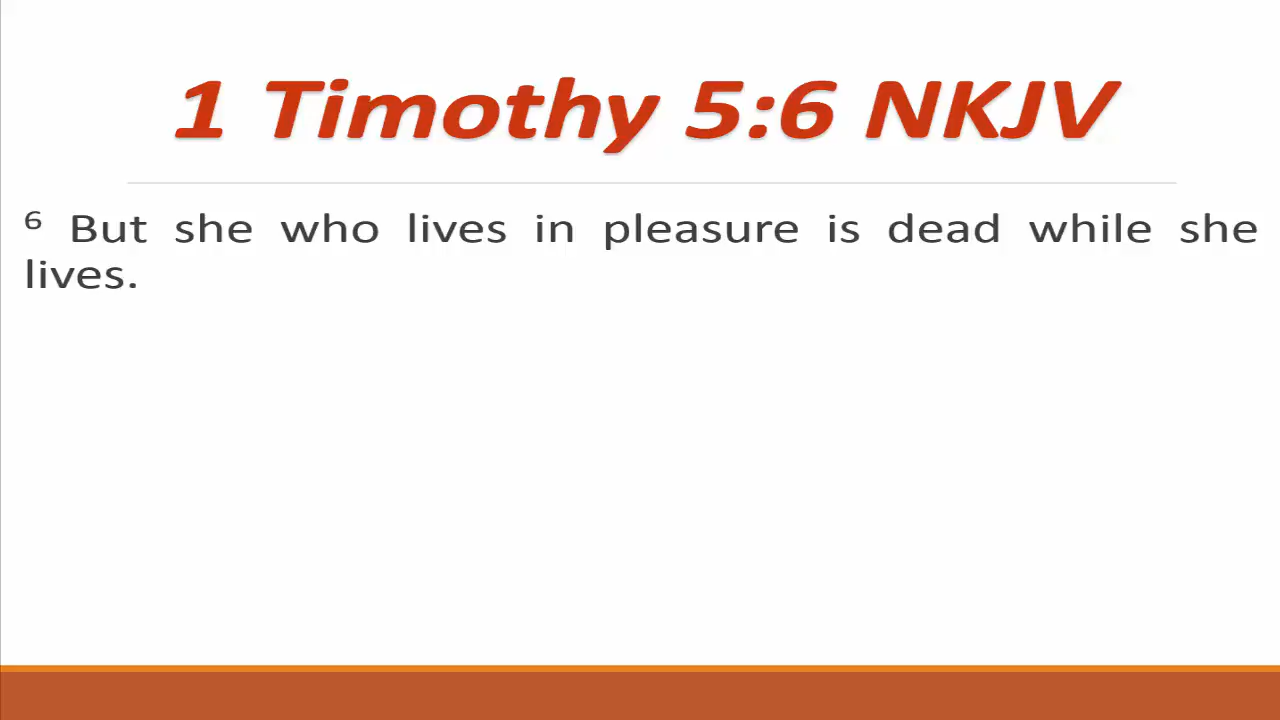 1 Timothy 5:6 NKJV
6 But she who lives in pleasure is dead while she
lives.